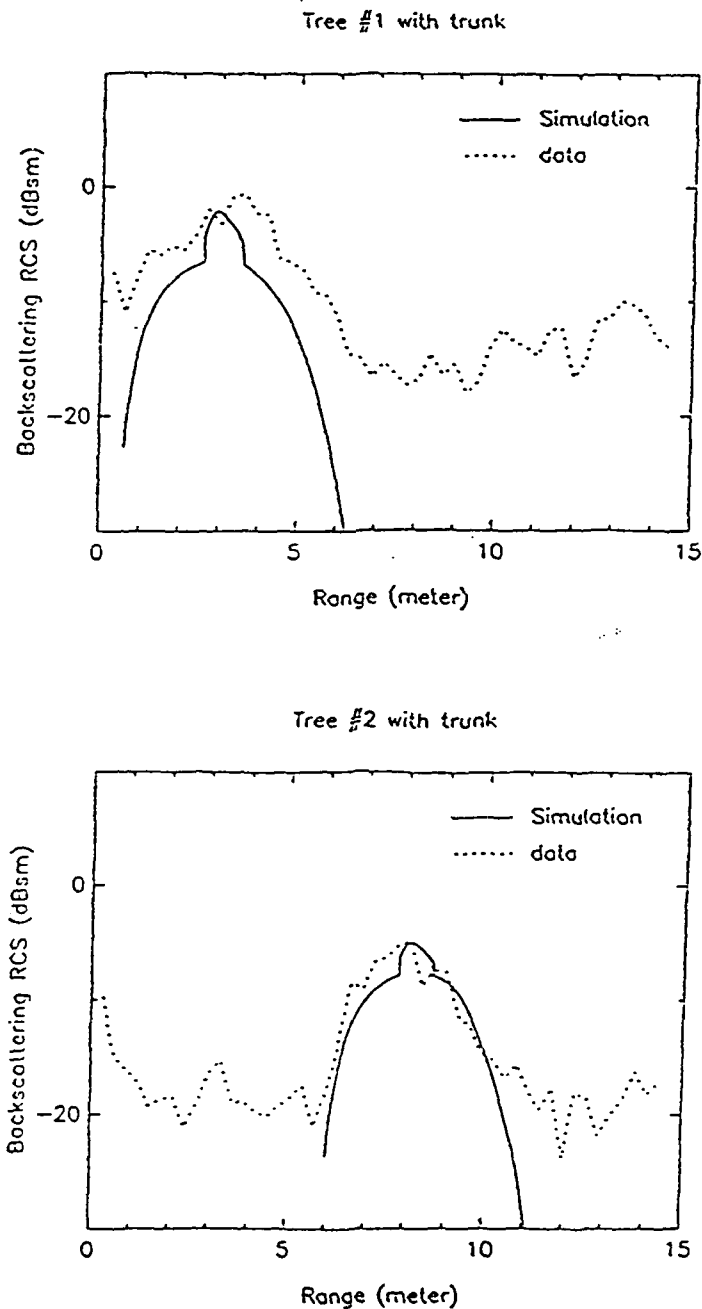 Tree #1 with trunk
Simulation
data
Backscattering RCS (dBsm)
0
-20
0
5
10
15
Range (meter)
Tree #2 with trunk
Simulation
data
Backscattering RCS (dBsm)
0
-20
0
5
10
15
Range (meter)